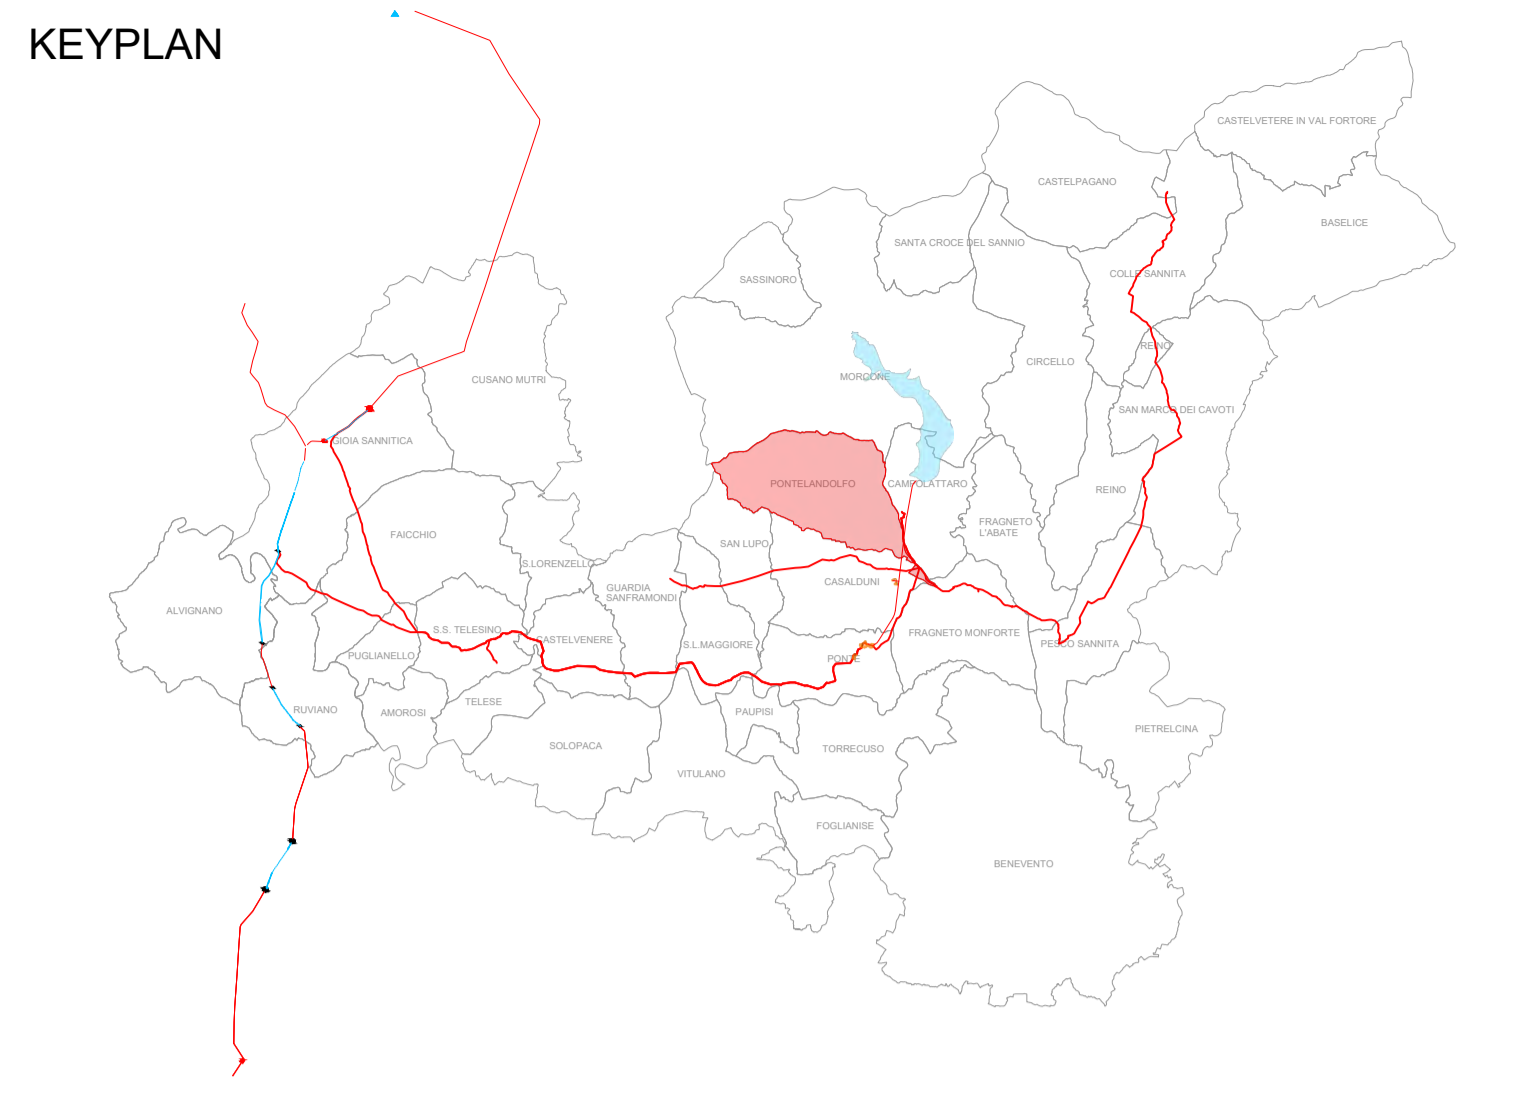 KEYPLAN
CASTELVETERE IN VAL FORTORE
CASTELPAGANO
BASELICE
SANTA CROCE DEL SANNIO
COLLE SANNITA
SASSINORO
REINO
CIRCELLO
MORCONE
CUSANO MUTRI
SAN MARCO DEI CAVOTI
GIOIA SANNITICA
PONTELANDOLFO
CAMPOLATTARO
REINO
FRAGNETO
L'ABATE
FAICCHIO
SAN LUPO
S.LORENZELLO
CASALDUNI
GUARDIA
SANFRAMONDI
ALVIGNANO
S.S. TELESINO
FRAGNETO MONFORTE
CASTELVENERE
S.L.MAGGIORE
PESCO SANNITA
PUGLIANELLO
PONTE
TELESE
RUVIANO
AMOROSI
PAUPISI
PIETRELCINA
SOLOPACA
TORRECUSO
VITULANO
FOGLIANISE
BENEVENTO